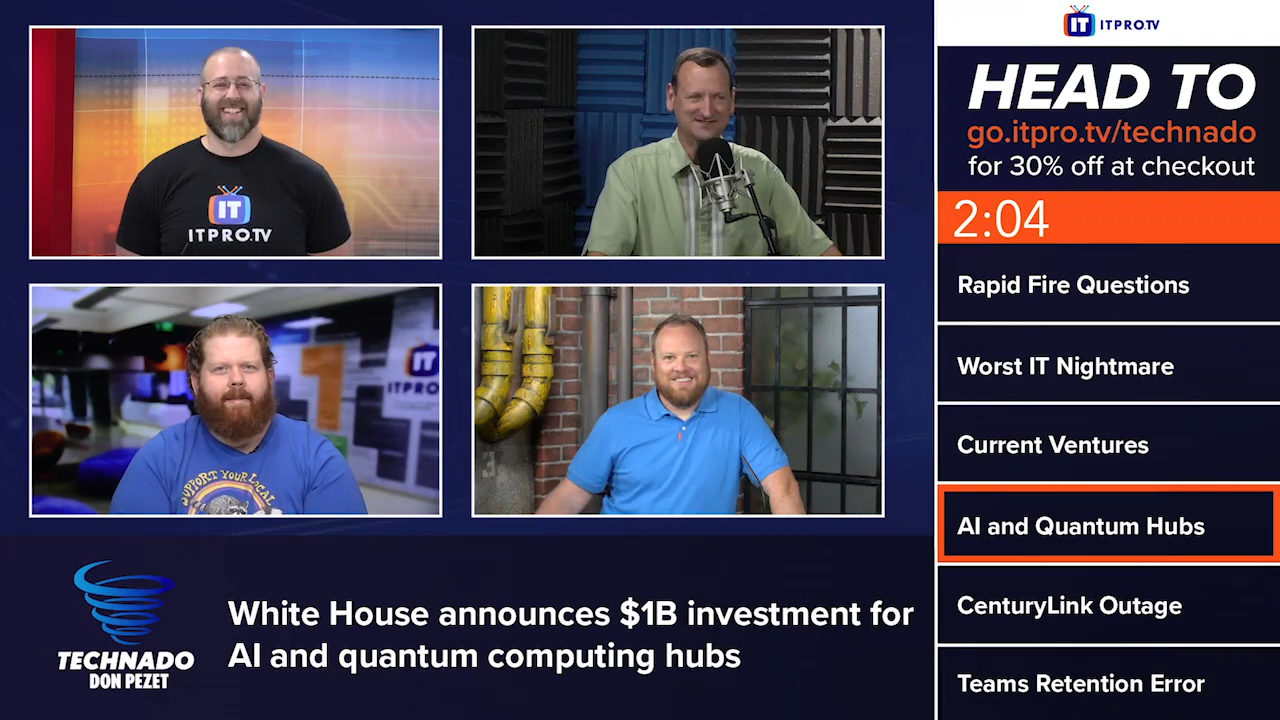 IT
ITPRO.TV
IT
ITPRO
SUPPORT YOUR LOCAL
TECHNADO
DON PEZET
White House announces $1B investment for
AI and quantum computing hubs
IT ITPRO.TV
HEAD TO
go.itpro.tv/technado
for 30% off at checkout
2:04
Rapid Fire Questions
Worst IT Nightmare
Current Ventures
AI and Quantum Hubs
CenturyLink Outage
Teams Retention Error